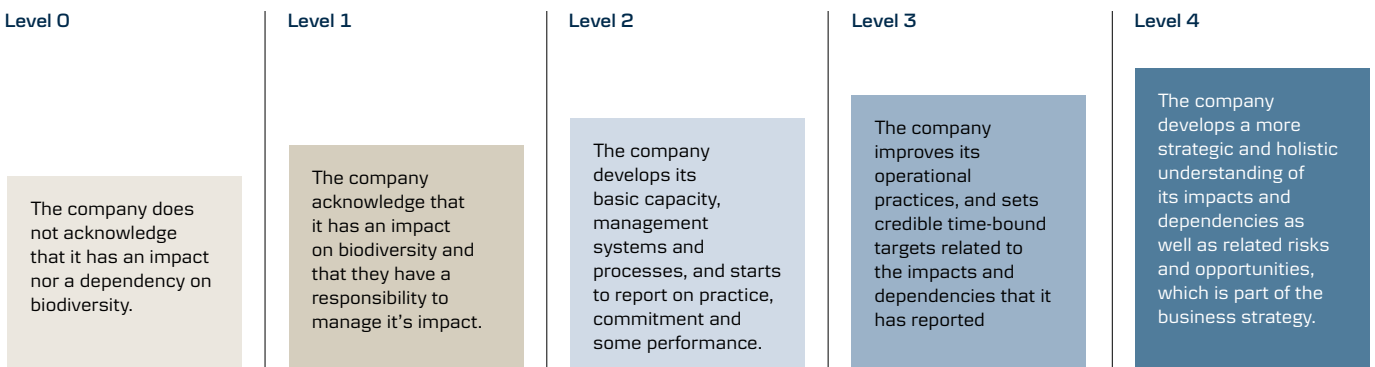 Level 0
The company does
not acknowledge
that it has an impact
nor a dependency on
biodiversity.
Level 1
The company
acknowledge that
it has an impact
on biodiversity and
that they have a
responsibility to
manage it's impact.
Level 2
The company
develops its
basic capacity,
management
systems and
processes, and starts
to report on practice,
commitment and
some performance.
Level 3
The company
improves its
operational
practices, and sets
credible time-bound
targets related to
the impacts and
dependencies that it
has reported
Level 4
The company
develops a more
strategic and holistic
understanding of
its impacts and
dependencies as
well as related risks
and opportunities,
which is part of the
business strategy.